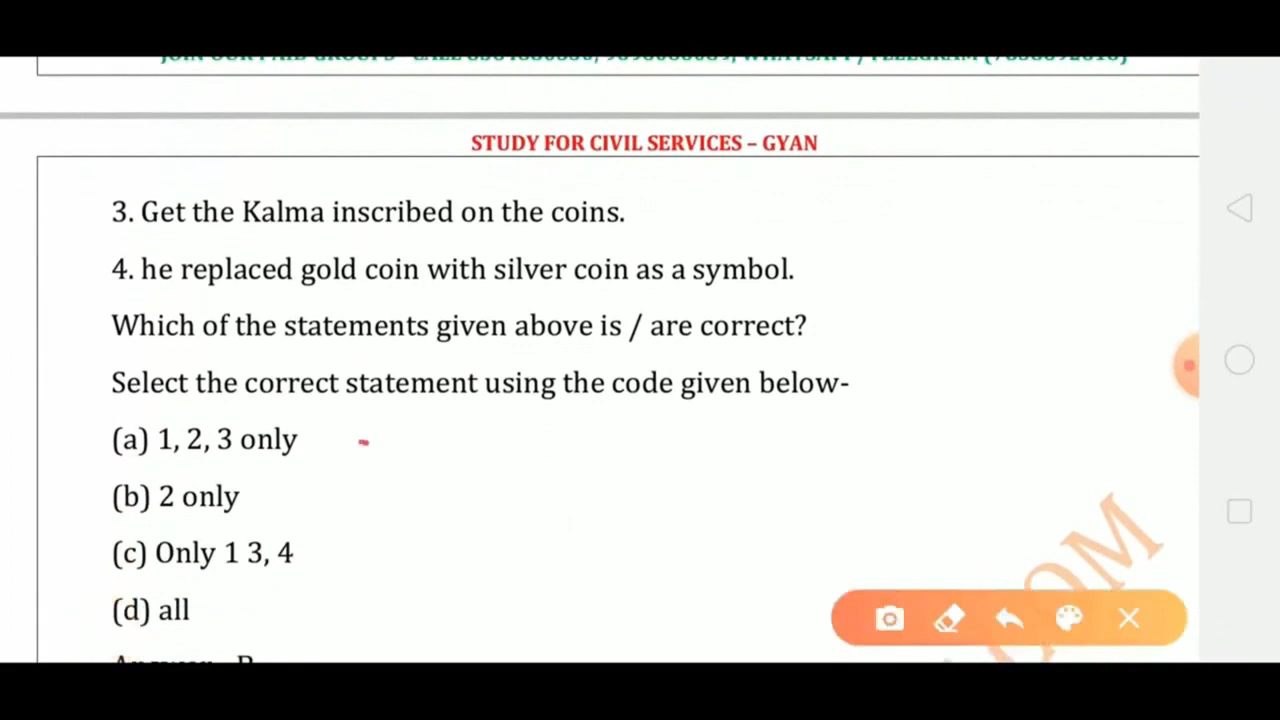 STUDY FOR CIVIL SERVICES – GYAN
3. Get the Kalma inscribed on the coins.
4. he replaced gold coin with silver coin as a symbol.
Which of the statements given above is / are correct?
Select the correct statement using the code given below-
(a) 1, 2, 3 only
(b) 2 only
(c) Only 1 3, 4
(d) all
OM